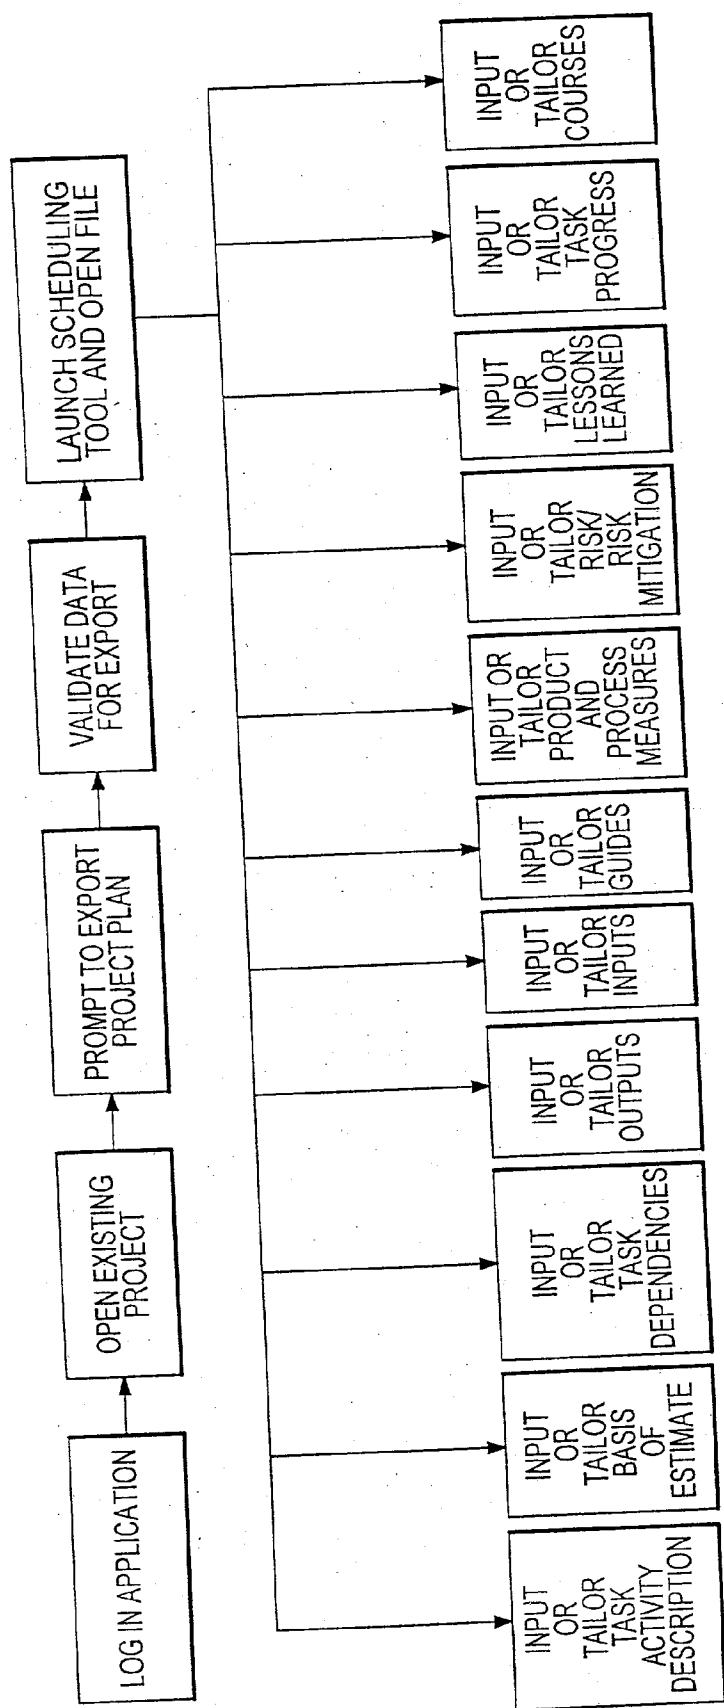 LOG IN APPLICATION
OPEN EXISTING
PROJECT
PROMPT TO EXPORT
PROJECT PLAN
VALIDATE DATA
FOR EXPORT
LAUNCH SCHEDULING
TOOL AND OPEN FILE
INPUT
OR
TAILOR
TASK
ACTIVITY
DESCRIPTION
INPUT
OR
TAILOR
BASIS
OF
ESTIMATE
INPUT
OR
TAILOR
TASK
DEPENDENCIES
INPUT
OR
TAILOR
OUTPUTS
INPUT
OR
TAILOR
INPUTS
INPUT
OR
TAILOR
GUIDES
INPUT OR
TAILOR
PRODUCT
AND
PROCESS
MEASURES
INPUT
OR
TAILOR
RISK/
RISK
MITIGATION
INPUT
OR
TAILOR
LESSONS
LEARNED
INPUT
OR
TAILOR
TASK
PROGRESS
INPUT
OR
TAILOR
COURSES